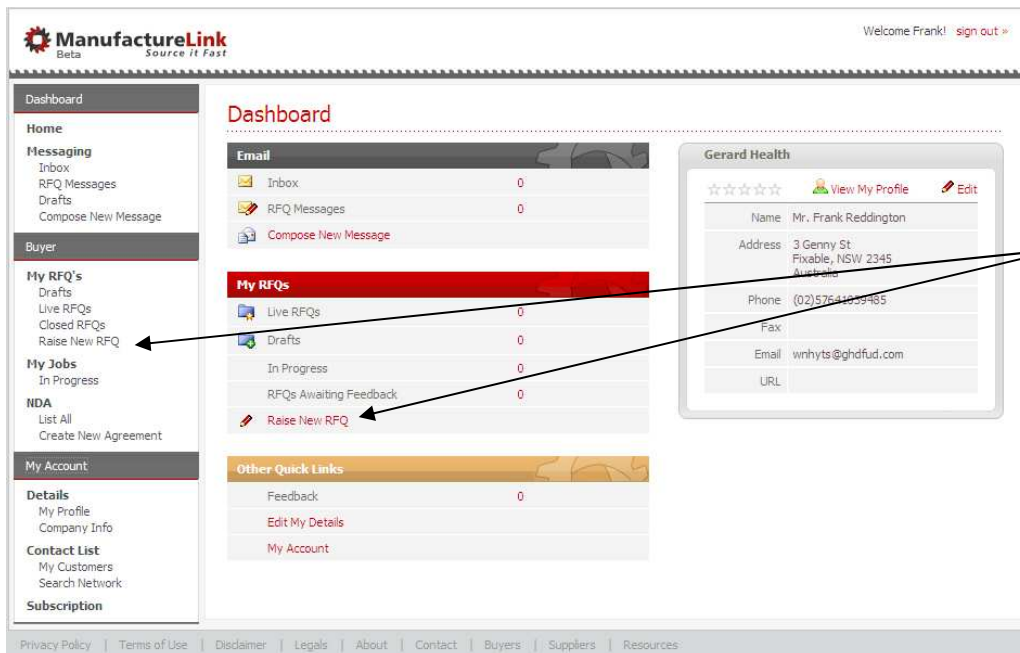 ManufactureLink
Beta Source it Fast
Welcome Frank! sign out »
Dashboard
Home
Messaging
Inbox
RFQ Messages
Drafts
Compose New Message
Buyer
My RFQ's
Drafts
Live RFQs
Closed RFQs
Raise New RFQ
My Jobs
In Progress
NDA
List All
Create New Agreement
My Account
Details
My Profile
Company Info
Contact List
My Customers
Search Network
Subscription
Dashboard
Email
Inbox 0
RFQ Messages 0
Compose New Message
My RFQs
Live RFQs 0
Drafts 0
In Progress 0
RFQs Awaiting Feedback 0
Raise New RFQ
Other Quick Links
Feedback 0
Edit My Details
My Account
Gerard Health
View My Profile Edit
Name Mr. Frank Reddington
Address 3 Genny St
Fixable, NSW 2345
Australia
Phone (02)57641039485
Fax
Email wnhyts@ghdfud.com
URL
Privacy Policy | Terms of Use | Disclaimer | Legals | About | Contact | Buyers | Suppliers | Resources